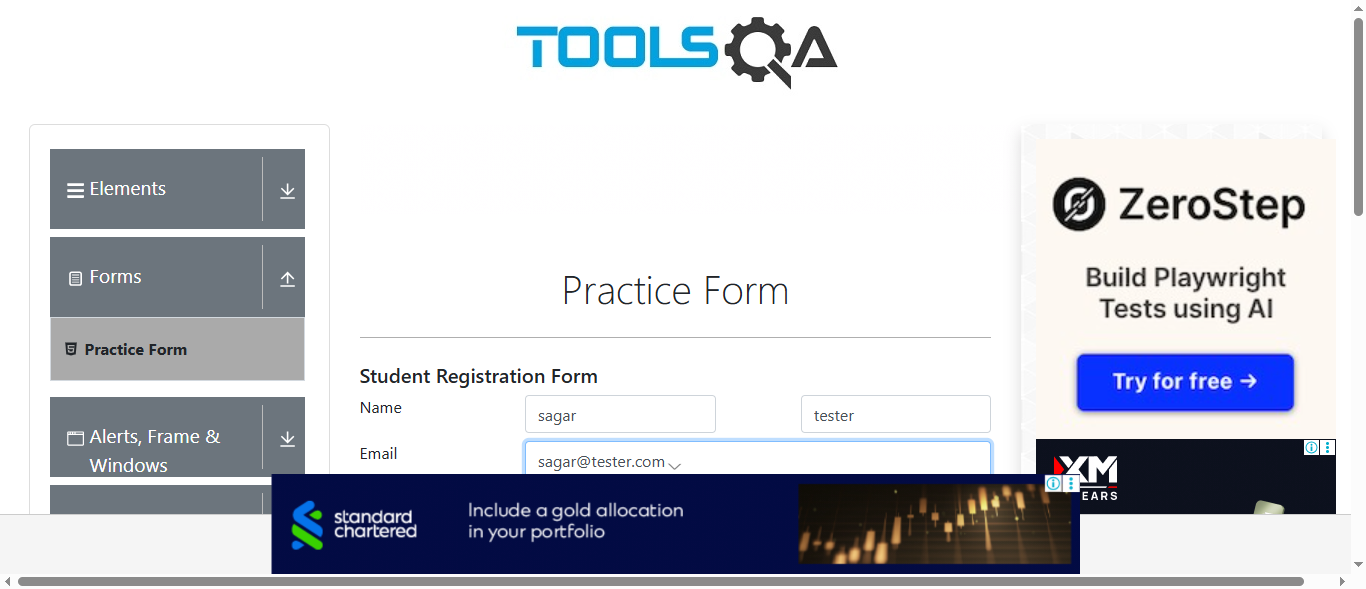 TOOLSQA
Elements
Forms
Practice Form
Alerts, Frame &
Windows
Practice Form
Student Registration Form
Name
sagar
tester
Email
sagar@tester.com
ZeroStep
Build Playwright
Tests using AI
Try for free →
XM
standard
chartered
Include a gold allocation
in your portfolio